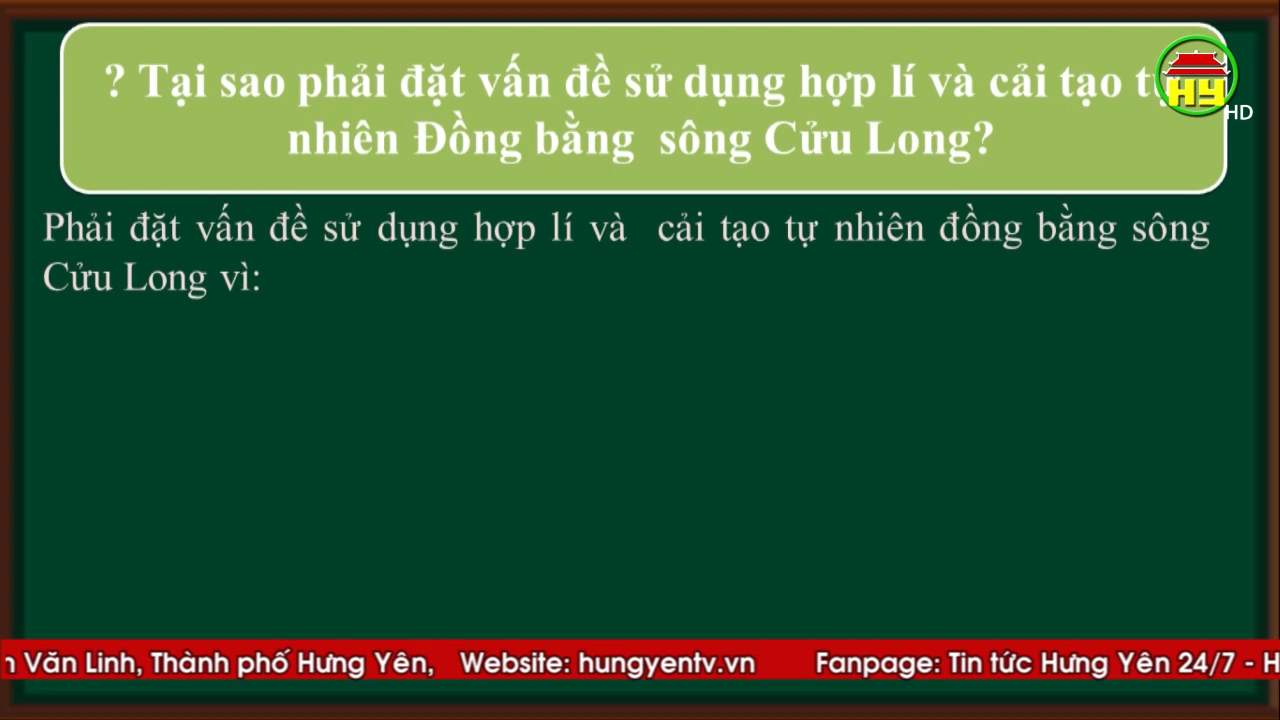 ? Tại sao phải đặt vấn đề sử dụng hợp lí và cải tạo tự
nhiên Đồng bằng sông Cửu Long?
HY
HD
Phải đặt vấn đề sử dụng hợp lí và cải tạo tự nhiên đồng bằng sông
Cửu Long vì:
Văn Linh, Thành phố Hưng Yên, Website: hungyentv.vn Fanpage: Tin tức Hưng Yên 24/7 -